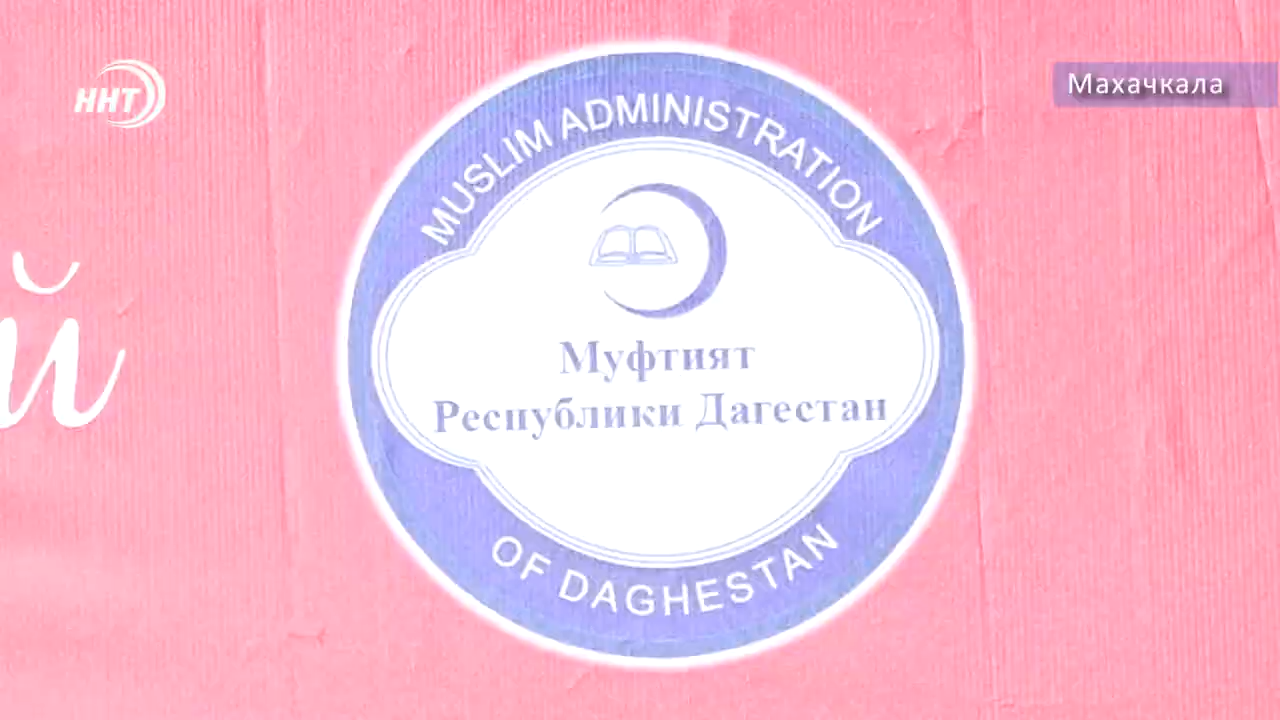 ННТ
Махачкала
MUSLIM ADMINISTRATION
й
Муфтият
Республики Дагестан
OF DAGHESTAN